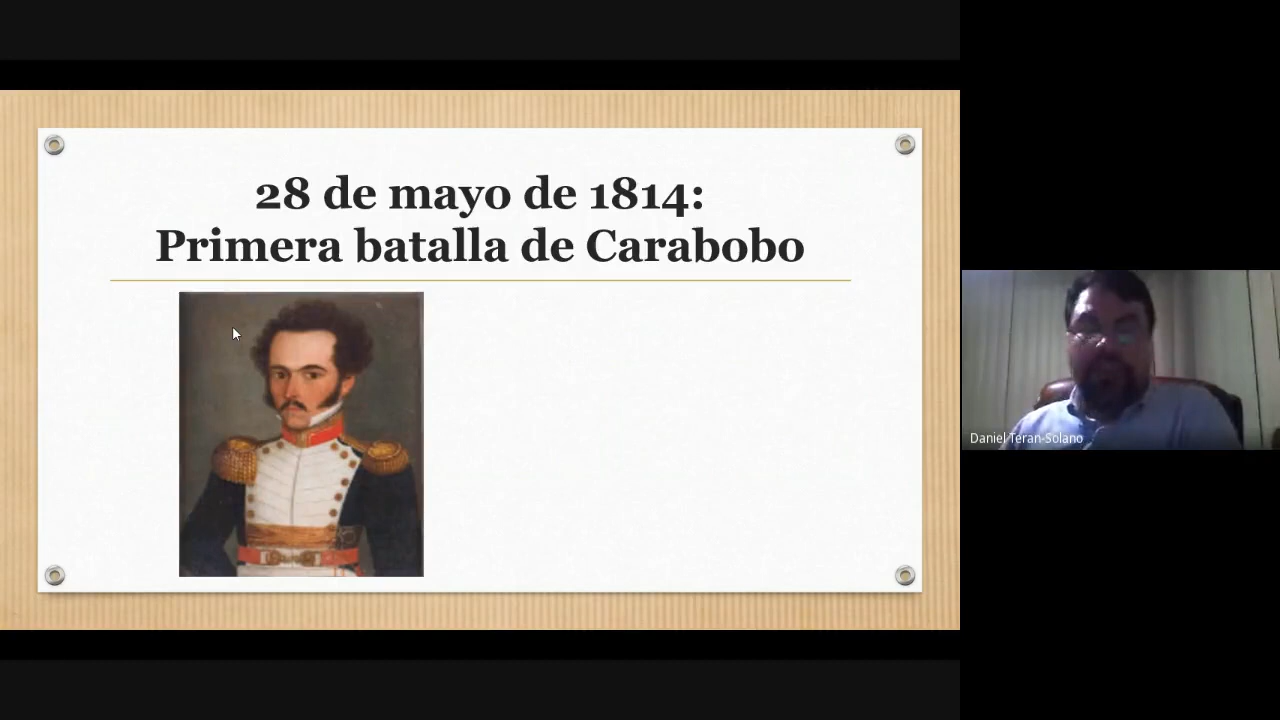 28 de mayo de 1814:
Primera batalla de Carabobo
Daniel Teran-Solano